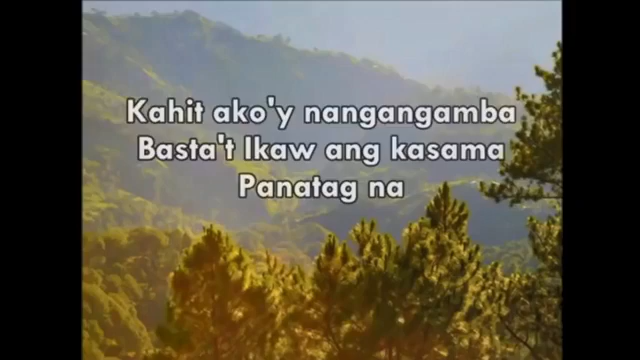 Kahit ako'y nangangamba
Basta't Ikaw ang kasama
Panatag na